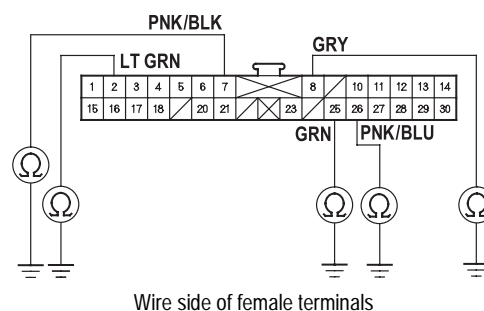 PNK/BLK
LT GRN
GRY
1 2 3 4 5 6 7 8 10 11 12 13 14
15 16 17 18 20 21 23 25 26 27 28 29 30
GRN
PNK/BLU
Ω Ω Ω Ω Ω
Wire side of female terminals